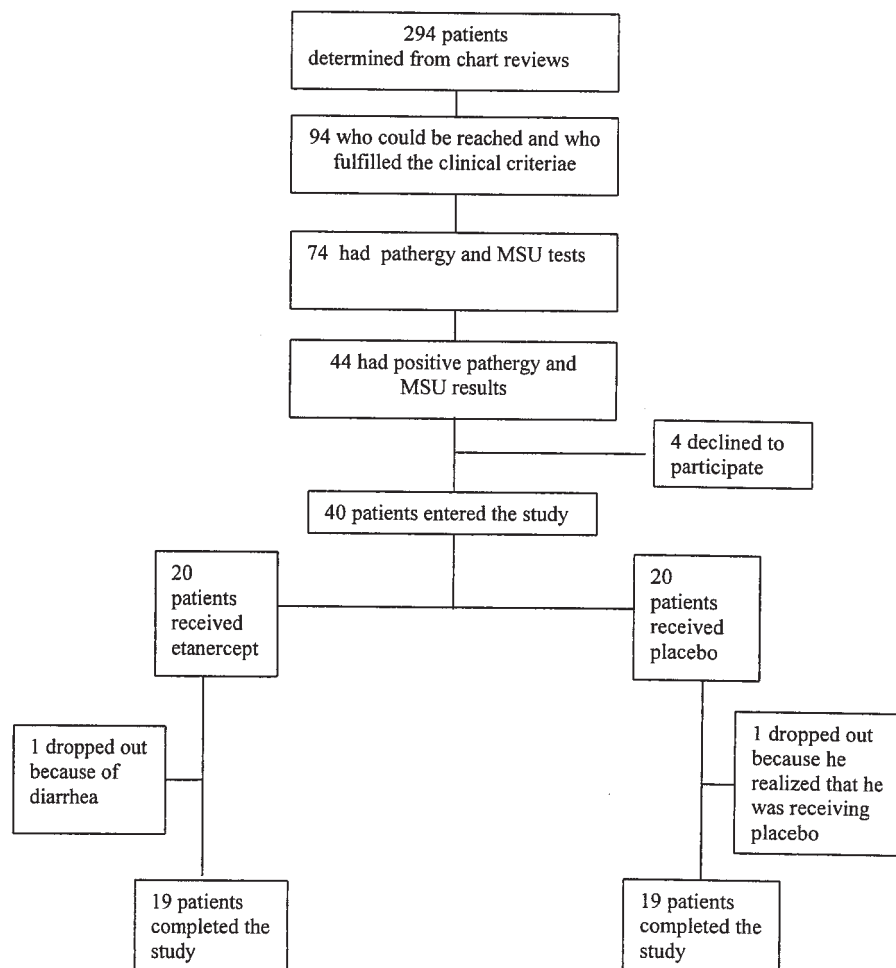 294 patients
determined from chart reviews
94 who could be reached and who
fulfilled the clinical criteriae
74 had pathergy and MSU tests
44 had positive pathergy and
MSU results
4 declined to
participate
40 patients entered the study
20
patients
received
etanercept
20
patients
received
placebo
1 dropped out
because of
diarrhea
1 dropped out
because he
realized that he
was receiving
placebo
19 patients
completed the
study
19 patients
completed the
study